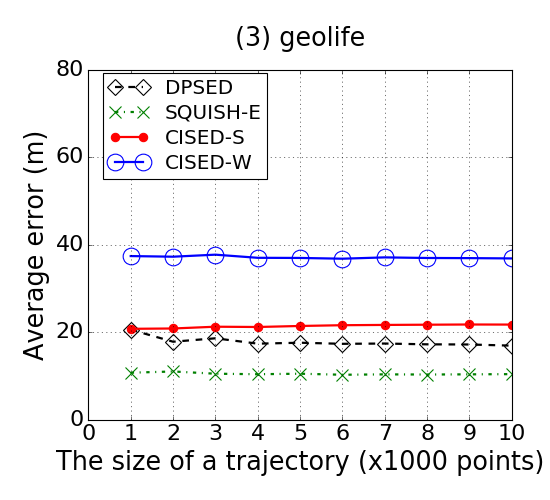 (3) geolife
80
60
40
20
0
Average error (m)
DPSED
SQUISH-E
CISED-S
CISED-W
0 1 2 3 4 5 6 7 8 9 10
The size of a trajectory (x1000 points)